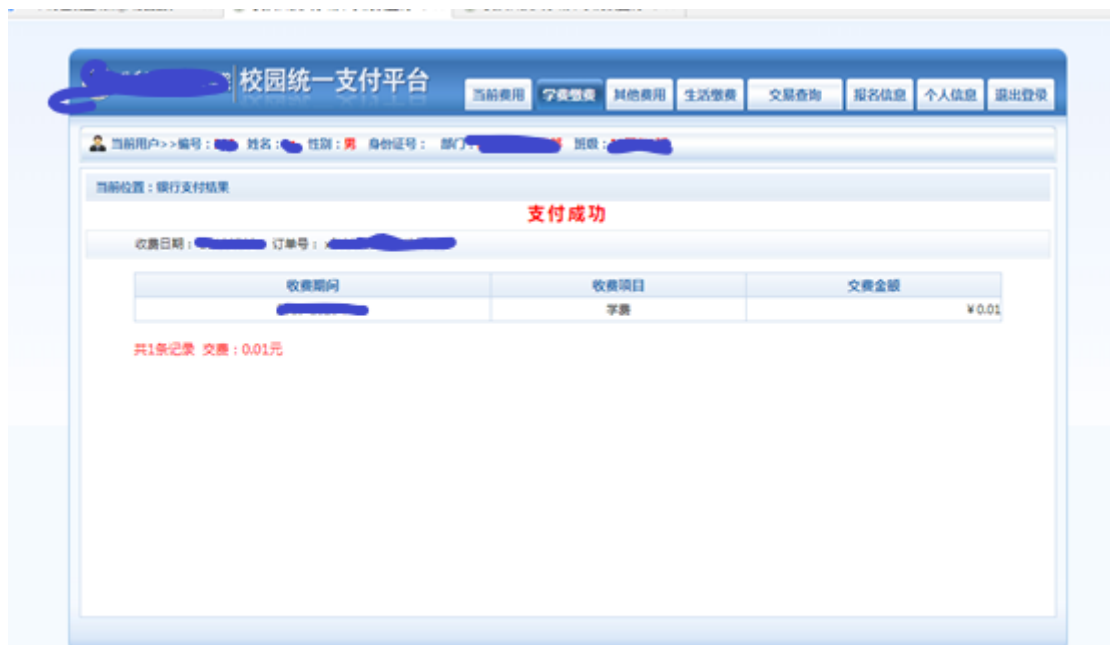 校园统一支付平台
当前费用 学费缴费 其他费用 生活缴费 交易查询 报名信息 个人信息 退出登录
当前用户>>编号： 姓名： 性别：男 身份证号： 部门： 班级：
当前位置：银行支付结果
支付成功
收费日期： 订单号：
收费期间 收费项目 交费金额
学费 ￥0.01
共1条记录 交费：0.01元